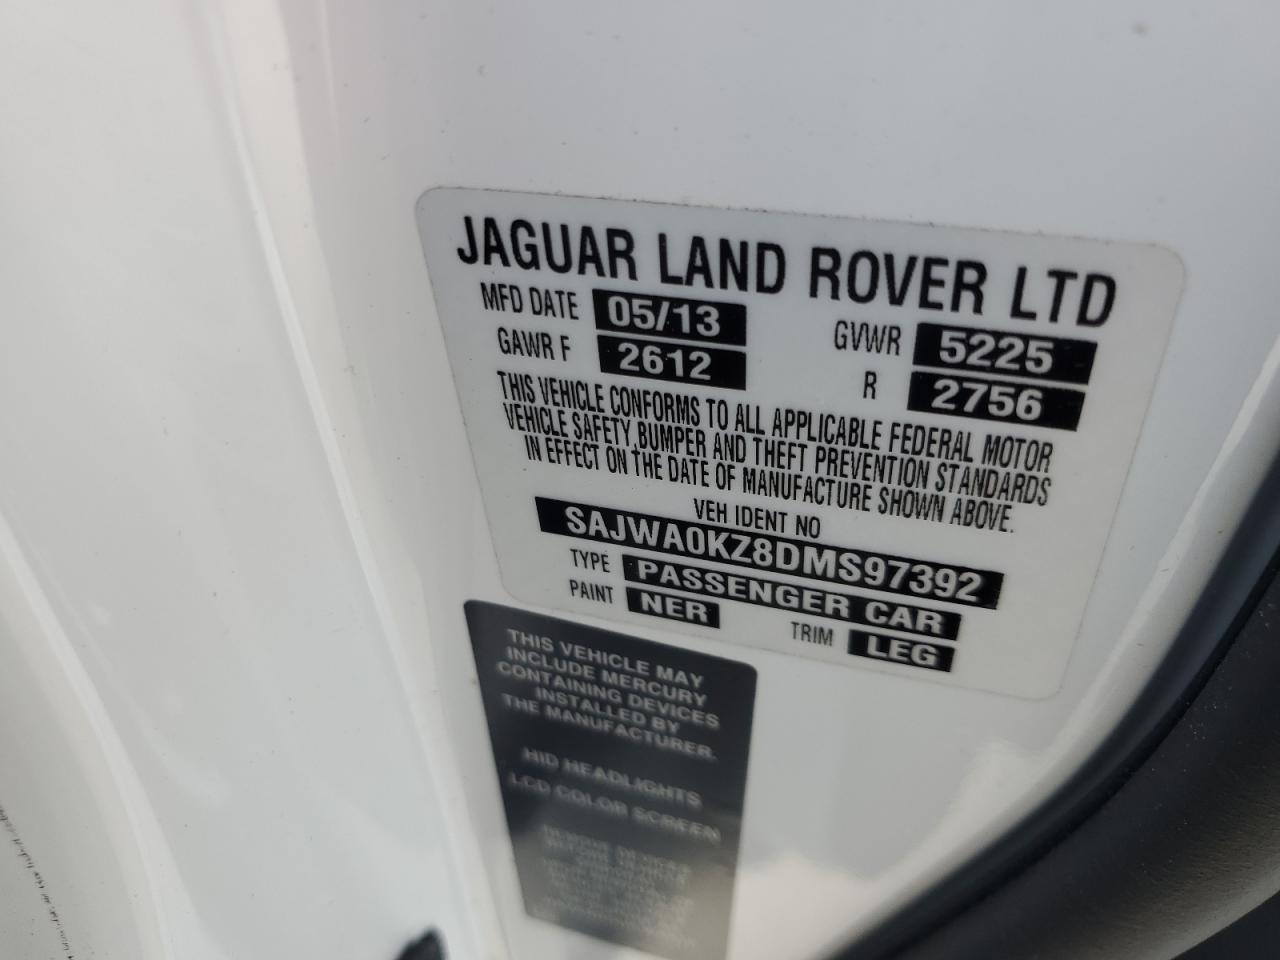 JAGUAR LAND ROVER LTD
MFD DATE 05/13 GVWR 5225
GAWR F 2612 R 2756
THIS VEHICLE CONFORMS TO ALL APPLICABLE FEDERAL MOTOR
VEHICLE SAFETY, BUMPER AND THEFT PREVENTION STANDARDS
IN EFFECT ON THE DATE OF MANUFACTURE SHOWN ABOVE.
VEH IDENT NO
SAJWA0KZ8DMS97392
TYPE PASSENGER CAR
PAINT NER TRIM LEG
THIS VEHICLE MAY
INCLUDE MERCURY
CONTAINING DEVICES
INSTALLED BY
THE MANUFACTURER.
HID HEADLIGHTS
LCD COLOR SCREEN